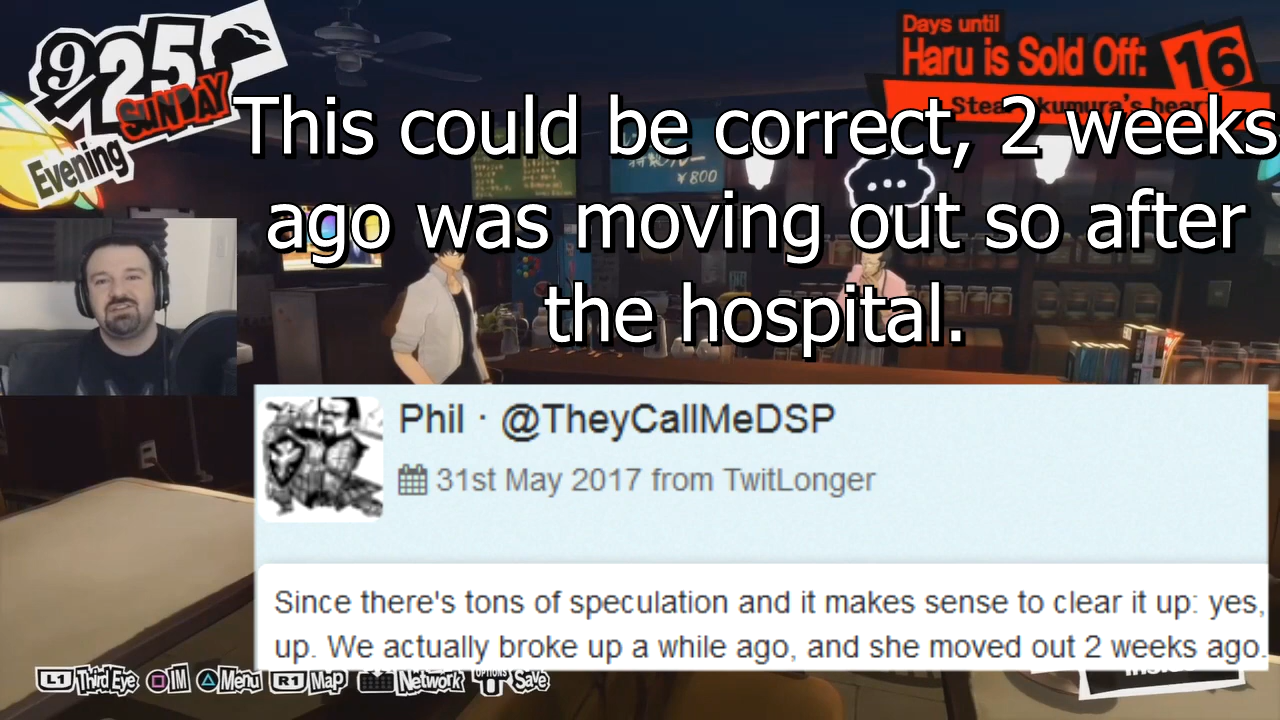 9/25
SUNDAY
Evening
Days until
Haru is Sold Off: 16
Stea kumura's hear
This could be correct, 2 weeks
ago was moving out so after
the hospital.
¥800
Phil · @TheyCallMeDSP
31st May 2017 from TwitLonger
Since there's tons of speculation and it makes sense to clear it up: yes,
up. We actually broke up a while ago, and she moved out 2 weeks ago.
L1 Third Eye IM Menu R1 Map Network OPTIONS Save